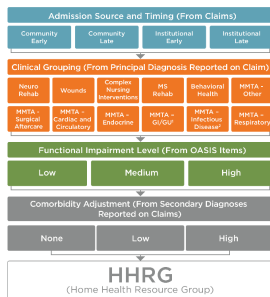 Admission Source and Timing (From Claims)
Community Early
Community Late
Institutional Early
Institutional Late
Clinical Grouping (From Principal Diagnosis Reported on Claim)
Neuro Rehab
Wounds
Complex Nursing Interventions
MS Rehab
Behavioral Health
MMTA - Other
MMTA - Surgical Aftercare
MMTA – Cardiac and Circulatory
MMTA – Endocrine
MMTA – GI/GU
MMTA – Infectious Disease
MMTA – Respiratory
Functional Impairment Level (From OASIS Items)
Low
Medium
High
Comorbidity Adjustment (From Secondary Diagnoses
Reported on Claims)
None
Low
High
HHRG
(Home Health Resource Group)